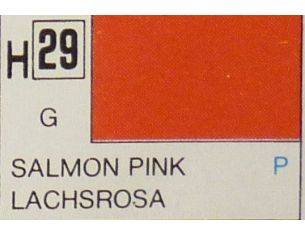 H 29
G
SALMON PINK P
LACHSROSA